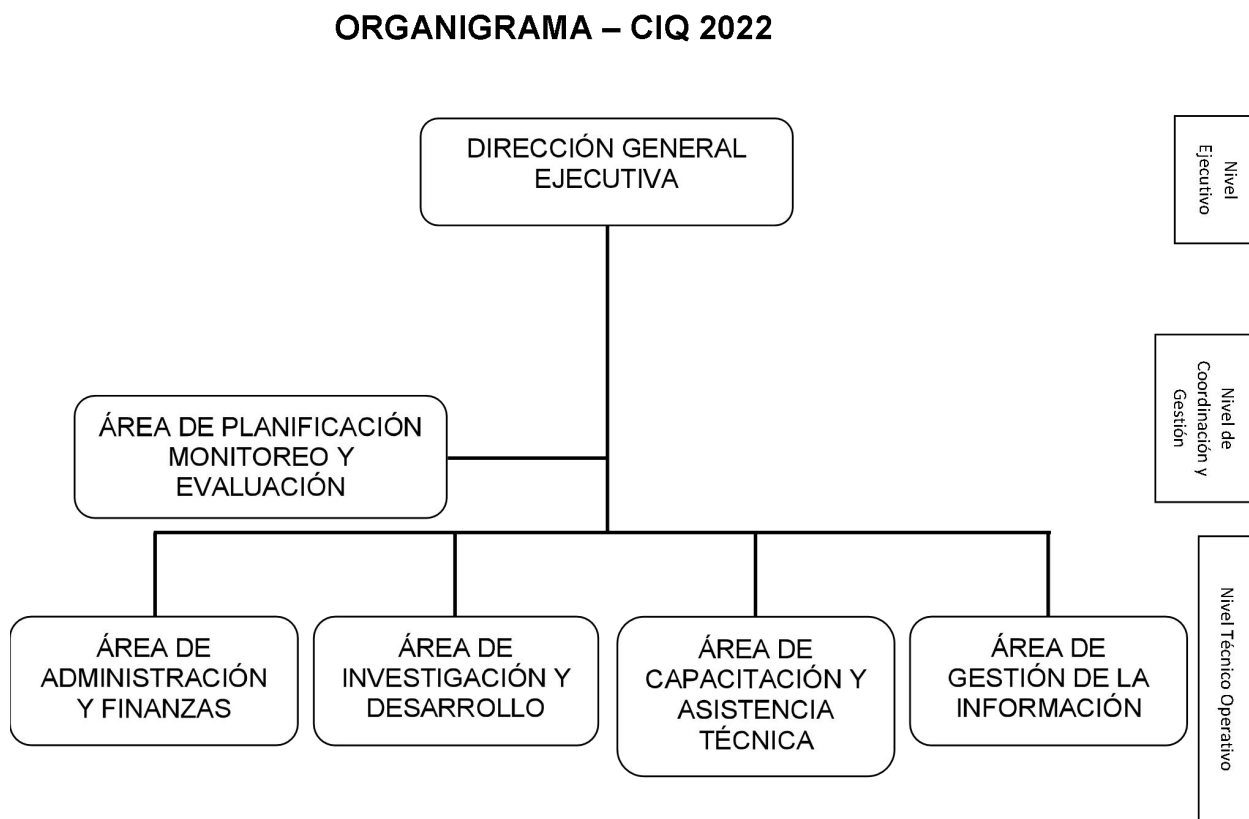 ORGANIGRAMA – CIQ 2022
DIRECCIÓN GENERAL
EJECUTIVA
Nivel
Ejecutivo
ÁREA DE PLANIFICACIÓN
MONITOREO Y
EVALUACIÓN
Nivel de
Coordinación y
Gestión
ÁREA DE
ADMINISTRACIÓN
Y FINANZAS
ÁREA DE
INVESTIGACIÓN Y
DESARROLLO
ÁREA DE
CAPACITACIÓN Y
ASISTENCIA
TÉCNICA
ÁREA DE
GESTIÓN DE LA
INFORMACIÓN
Nivel Técnico Operativo